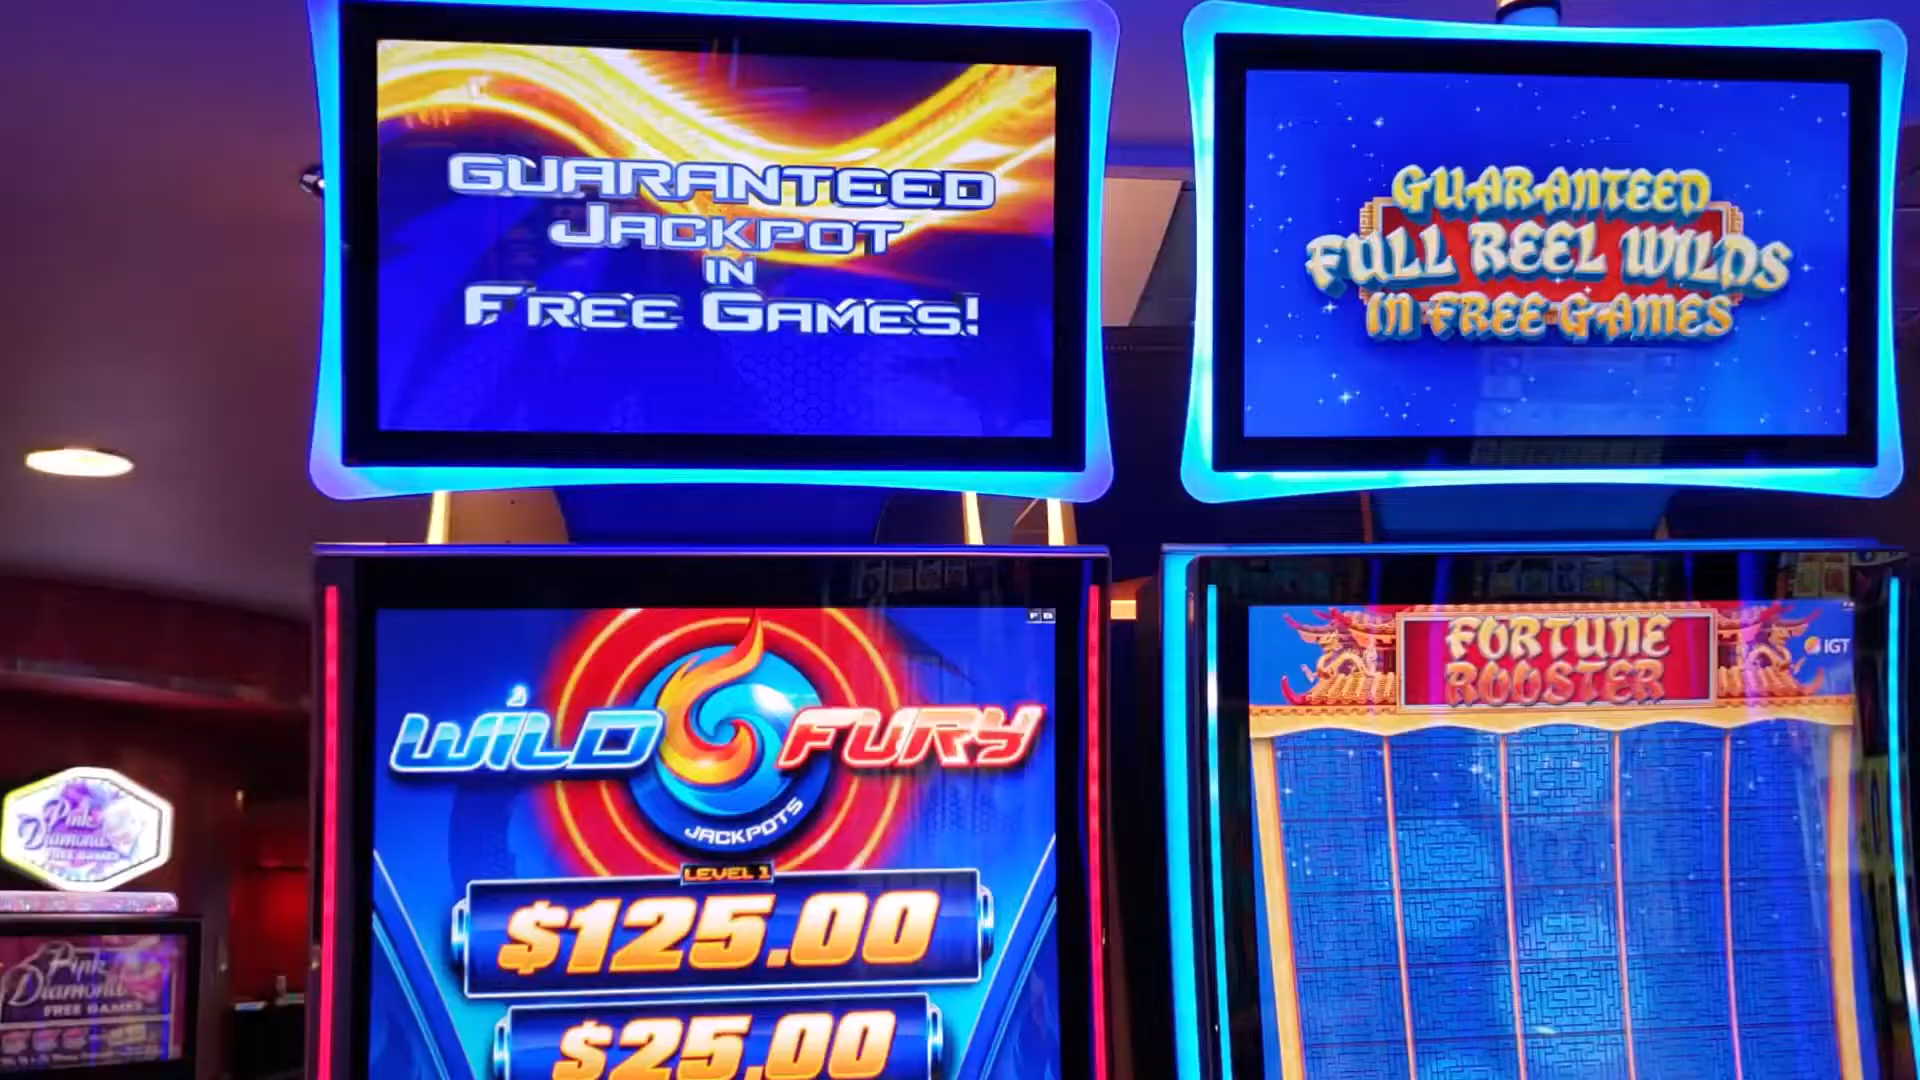 GUARANTEED
JACKPOT
IN
FREE GAMES!
GUARANTEED
FULL REEL WILDS
IN FREE GAMES
WILD FURY
JACKPOTS
LEVEL 1
$125.00
$25.00
FORTUNE
ROOSTER
IGT
Pink
Diamond
FREE GAMES
Pink
Diamond
FREE GAMES